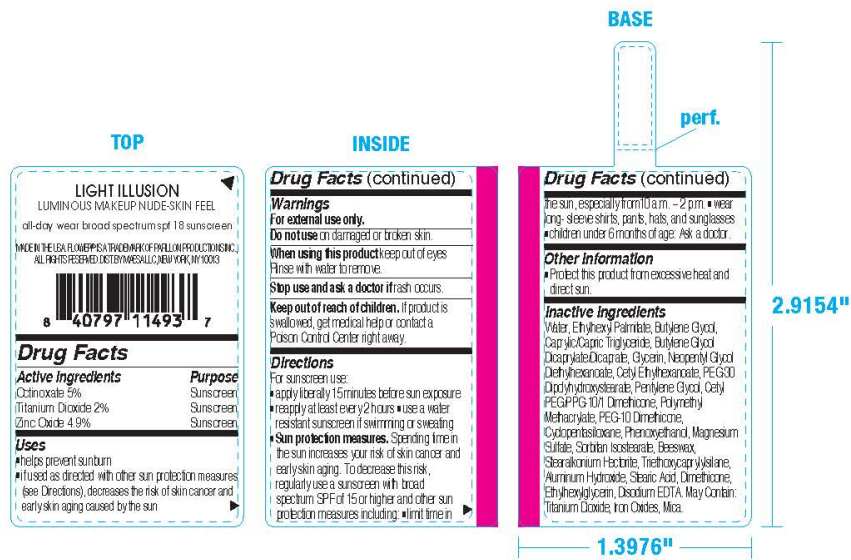 TOP
LIGHT ILLUSION
LUMINOUS MAKEUP NUDE-SKIN FEEL
all-day wear broad spectrum spf 18 sunscreen
MADE IN THE USA. FLOWER® IS A TRADEMARK OF PAPILLON PRODUCTIONS INC.,
ALL RIGHTS RESERVED. DIST. BY MAESA LLC, NEW YORK, NY 10013
8 40797 11493 7
Drug Facts
Active ingredients Purpose
Octinoxate 5% Sunscreen
Titanium Dioxide 2% Sunscreen
Zinc Oxide 4.9% Sunscreen
Uses
▪ helps prevent sunburn
▪ if used as directed with other sun protection measures
(see Directions), decreases the risk of skin cancer and
early skin aging caused by the sun
INSIDE
Drug Facts (continued)
Warnings
For external use only.
Do not use on damaged or broken skin.
When using this product keep out of eyes
Rinse with water to remove.
Stop use and ask a doctor if rash occurs.
Keep out of reach of children. If product is
swallowed, get medical help or contact a
Poison Control Center right away.
Directions
For sunscreen use:
▪ apply liberally 15 minutes before sun exposure
▪ reapply at least every 2 hours ▪ use a water
resistant sunscreen if swimming or sweating
▪ Sun protection measures. Spending time in
the sun increases your risk of skin cancer and
early skin aging. To decrease this risk,
regularly use a sunscreen with broad
spectrum SPF of 15 or higher and other sun
protection measures including: ▪ limit time in
BASE
perf.
Drug Facts (continued)
the sun, especially from 10 a.m. – 2 p.m. ▪ wear
long- sleeve shirts, pants, hats, and sunglasses
▪ children under 6 months of age: Ask a doctor.
Other information
▪ Protect this product from excessive heat and
direct sun.
Inactive ingredients
Water, Ethylhexyl Palmitate, Butylene Glycol,
Caprylic/Capric Triglyceride, Butylene Glycol
Dicaprylate/Dicaprate, Glycerin, Neopentyl Glycol
Diethylhexanoate, Cetyl Ethylhexanoate, PEG-30
Dipolyhydroxystearate, Pentylene Glycol, Cetyl
PEG/PPG-10/1 Dimethicone, Polymethyl
Methacrylate, PEG-10 Dimethicone,
Cyclopentasiloxane, Phenoxyethanol, Magnesium
Sulfate, Sorbitan Isostearate, Beeswax,
Stearalkonium Hectorite, Triethoxycaprylylsilane,
Aluminum Hydroxide, Stearic Acid, Dimethicone,
Ethylhexylglycerin, Disodium EDTA. May Contain:
Titanium Dioxide, Iron Oxides, Mica.
2.9154"
1.3976"